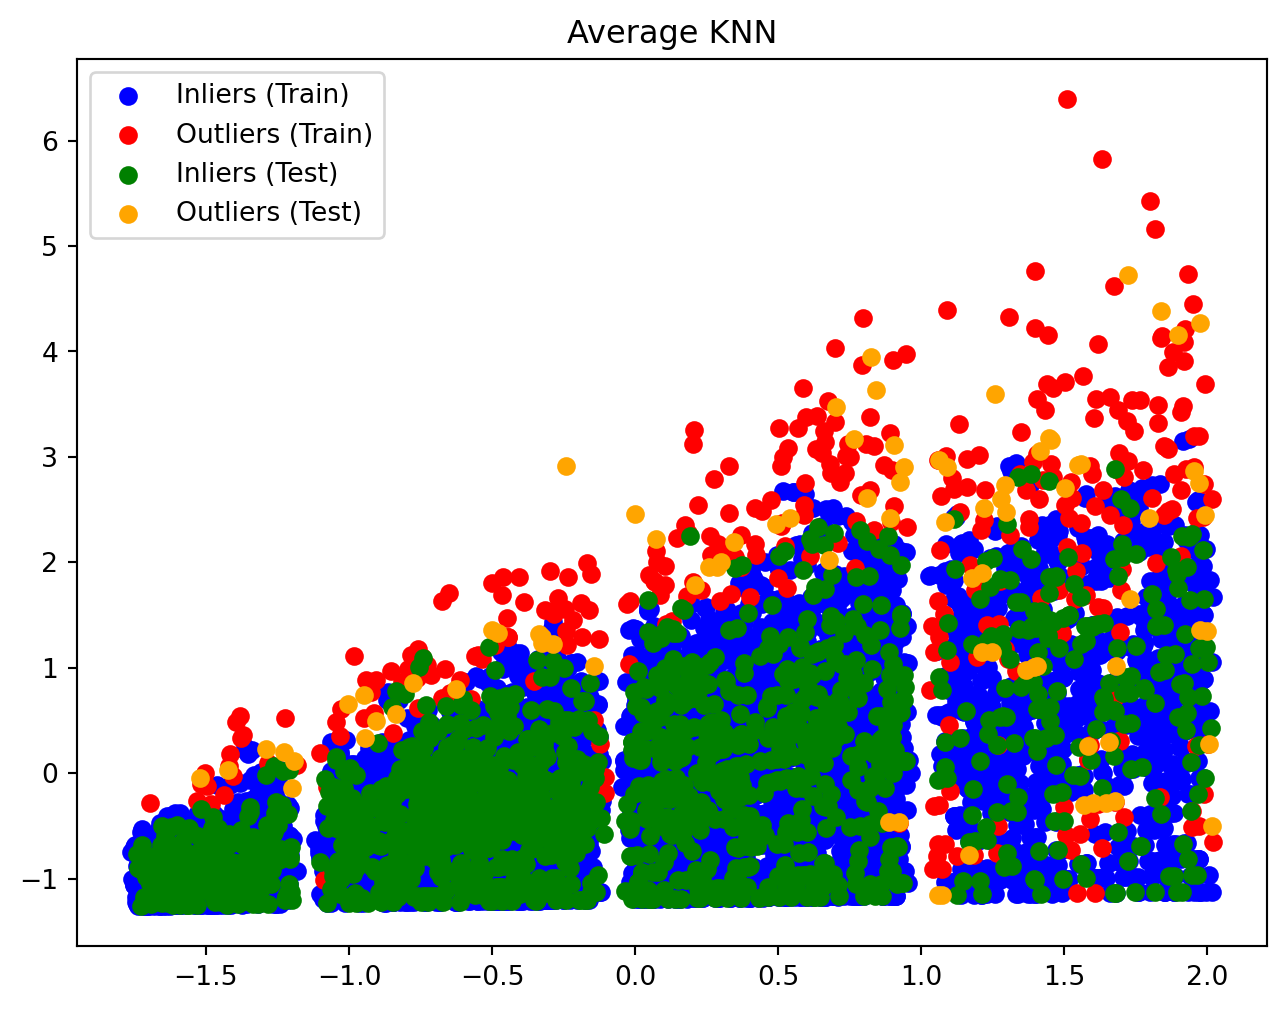 Average KNN
Inliers (Train)
Outliers (Train)
Inliers (Test)
Outliers (Test)
6
5
4
3
2
1
0
−1
−1.5 −1.0 −0.5 0.0 0.5 1.0 1.5 2.0